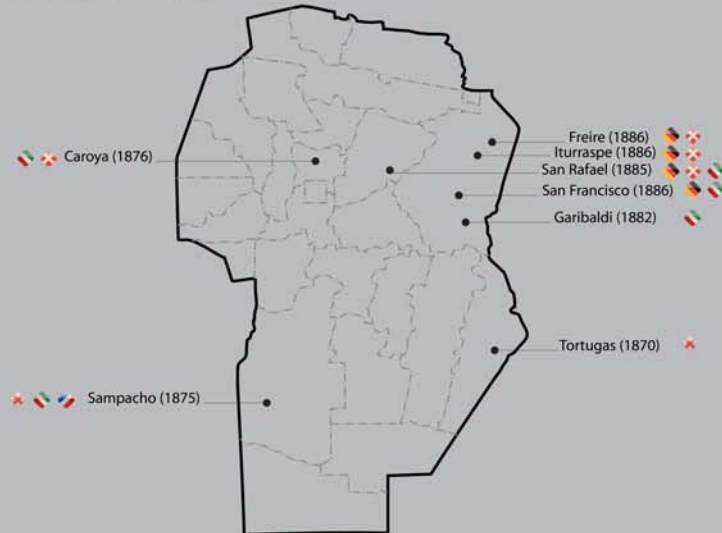 Caroya (1876)
Freire (1886)
Iturraspe (1886)
San Rafael (1885)
San Francisco (1886)
Garibaldi (1882)
Tortugas (1870)
Sampacho (1875)